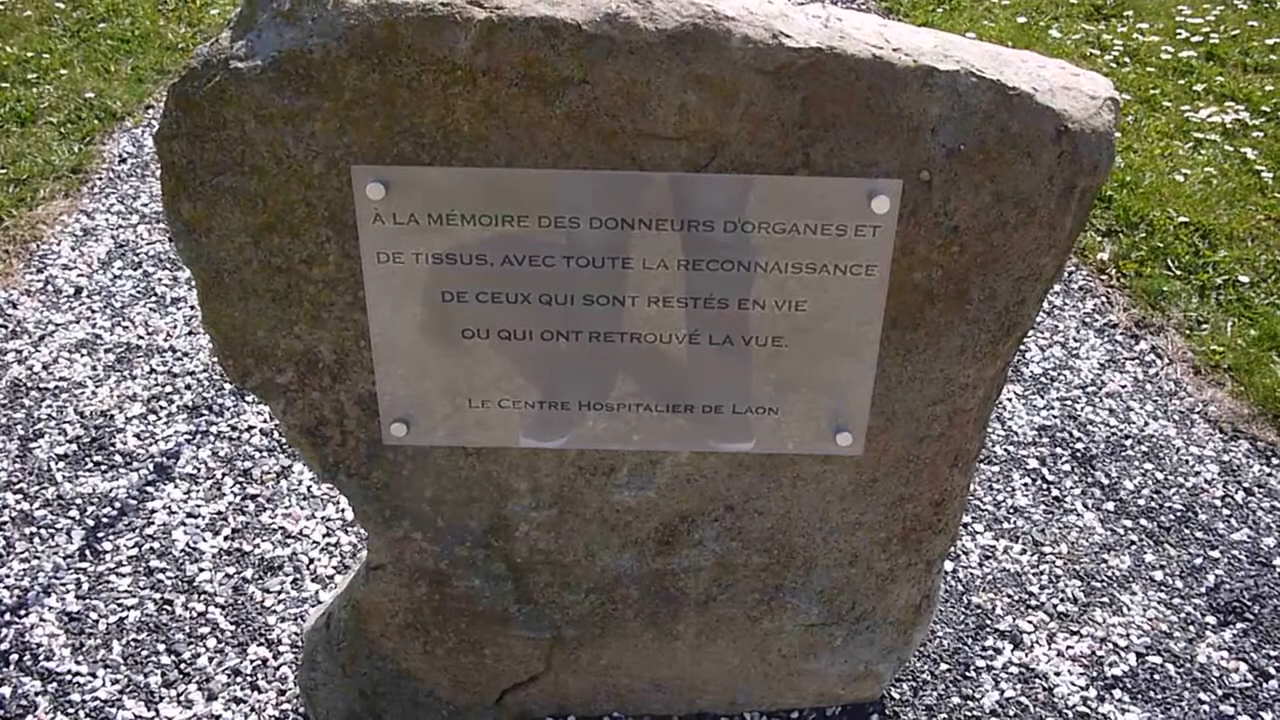 À LA MÉMOIRE DES DONNEURS D'ORGANES ET
DE TISSUS, AVEC TOUTE LA RECONNAISSANCE
DE CEUX QUI SONT RESTÉS EN VIE
OU QUI ONT RETROUVÉ LA VUE.
LE CENTRE HOSPITALIER DE LAON